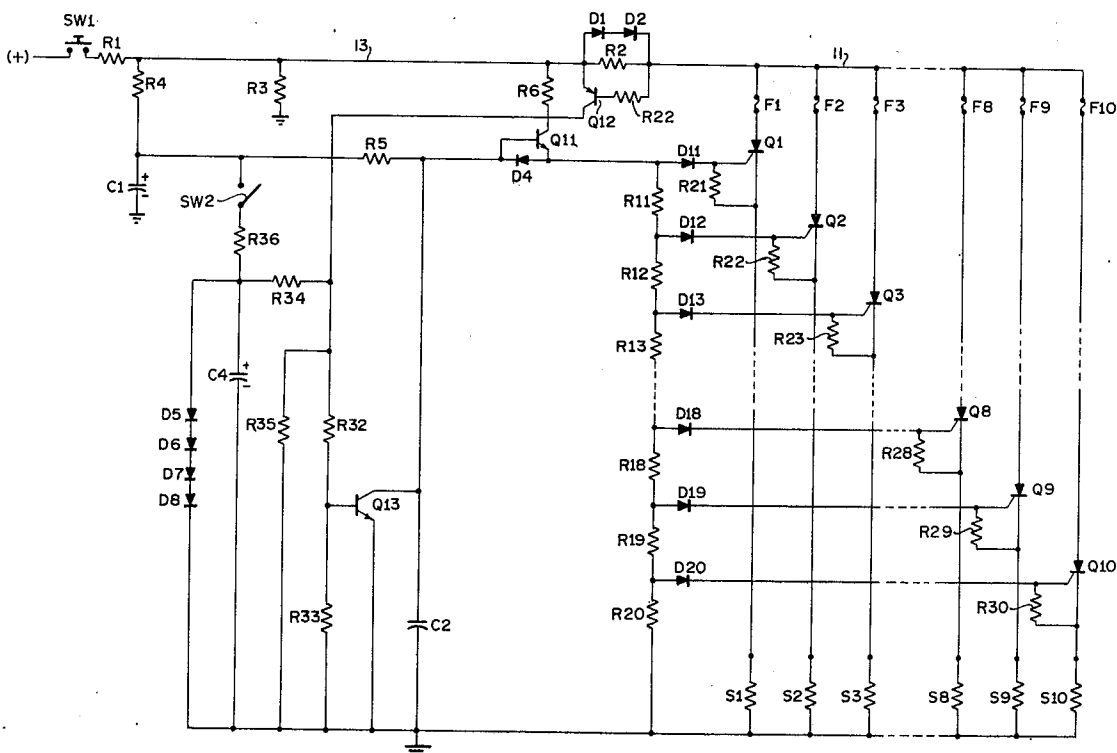 SW1
R1
(+)
13
D1 D2
R2
11
R4
R3
R6
Q12
R22
F1
F2
F3
F8
F9
F10
Q11
R5
D4
D11
Q1
C1
+
-
SW2
R21
R11
R36
D12
Q2
R22
R34
R12
D13
Q3
R23
R13
C4
+
-
D5
D6
D7
D8
R35
R32
D18
Q8
R28
R18
Q13
D19
Q9
R29
R19
D20
Q10
R30
R33
C2
R20
S1
S2
S3
S8
S9
S10